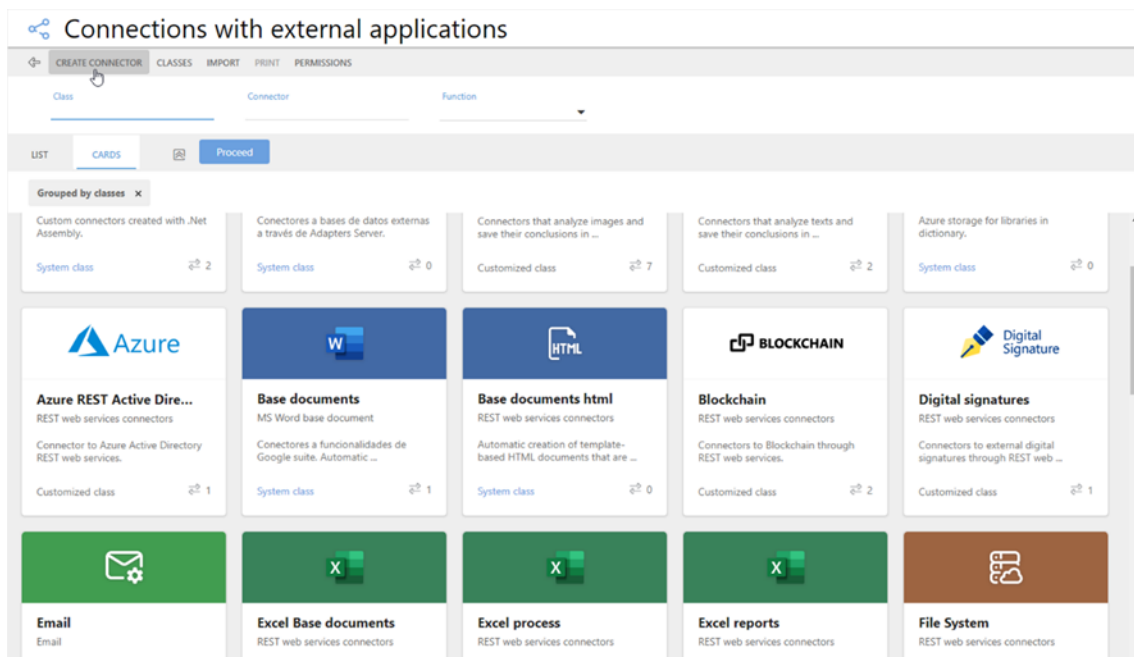 Connections with external applications
CREATE CONNECTOR CLASSES IMPORT PRINT PERMISSIONS
Class Connector Function
LIST CARDS Proceed
Grouped by classes x
Custom connectors created with .Net
Assembly.
System class 2
Conectores a bases de datos externas
a través de Adapters Server.
System class 0
Connectors that analyze images and
save their conclusions in ...
Customized class 7
Connectors that analyze texts and
save their conclusions in ...
Customized class 2
Azure storage for libraries in
dictionary.
System class 0
Azure
Azure REST Active Dire...
REST web services connectors
Connector to Azure Active Directory
REST web services.
Customized class 1
W
Base documents
MS Word base document
Conectores a funcionalidades de
Google suite. Automatic ...
System class 1
HTML
Base documents html
REST web services connectors
Automatic creation of template-
based HTML documents that are ...
System class 0
BLOCKCHAIN
Blockchain
REST web services connectors
Connectors to Blockchain through
REST web services.
Customized class 2
Digital
Signature
Digital signatures
REST web services connectors
Connectors to external digital
signatures through REST web ...
Customized class 1
Email
Email
X
Excel Base documents
REST web services connectors
X
Excel process
REST web services connectors
X
Excel reports
REST web services connectors
File System
REST web services connectors